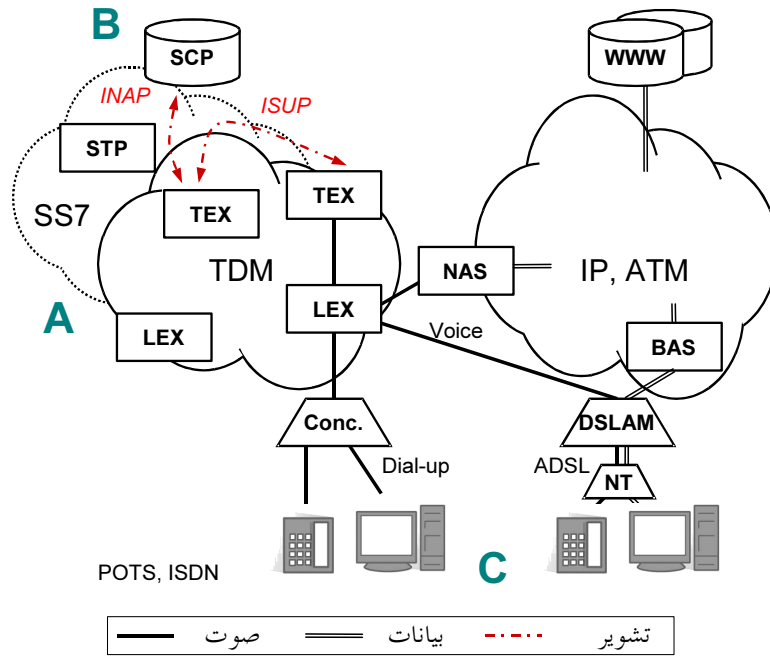 B
SCP
WWW
INAP
ISUP
STP
TEX
TEX
SS7
TDM
NAS
IP, ATM
A
LEX
LEX
Voice
BAS
Conc.
DSLAM
Dial-up
ADSL
NT
POTS, ISDN
C
صوت
بيانات
تشوير